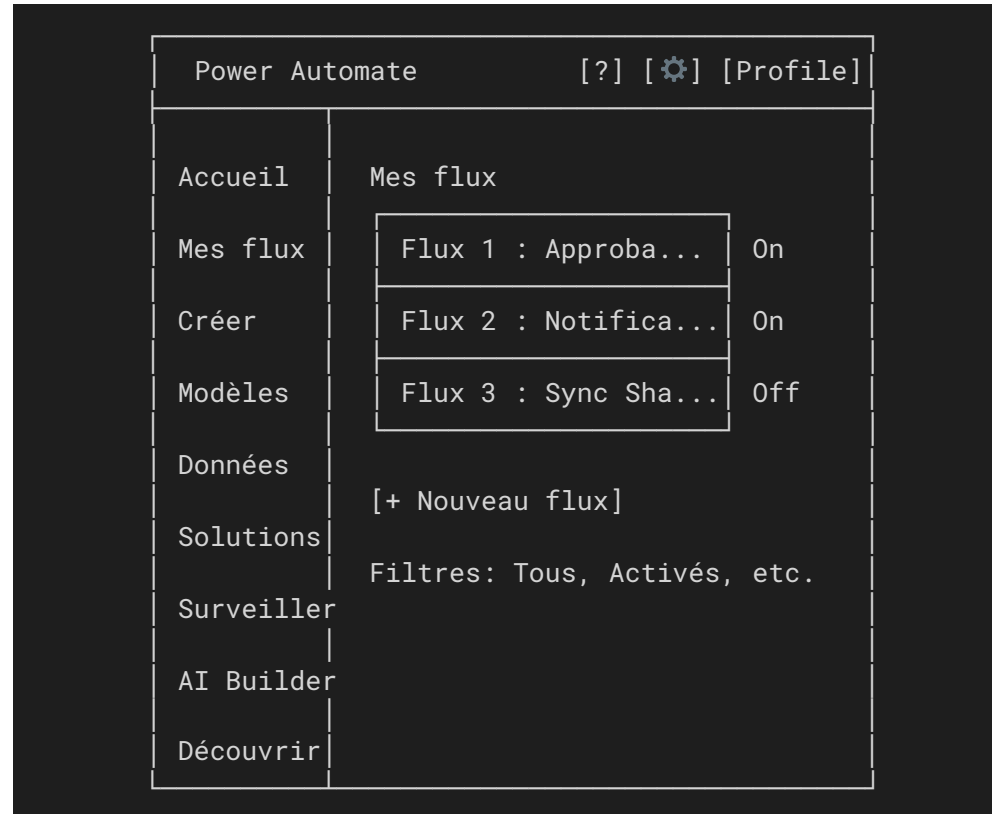 Power Automate [?] [⚙] [Profile]
Accueil Mes flux
Mes flux Flux 1 : Approba... On
Créer Flux 2 : Notifica... On
Modèles Flux 3 : Sync Sha... Off
Données
[+ Nouveau flux]
Solutions
Filtres: Tous, Activés, etc.
Surveiller
AI Builder
Découvrir